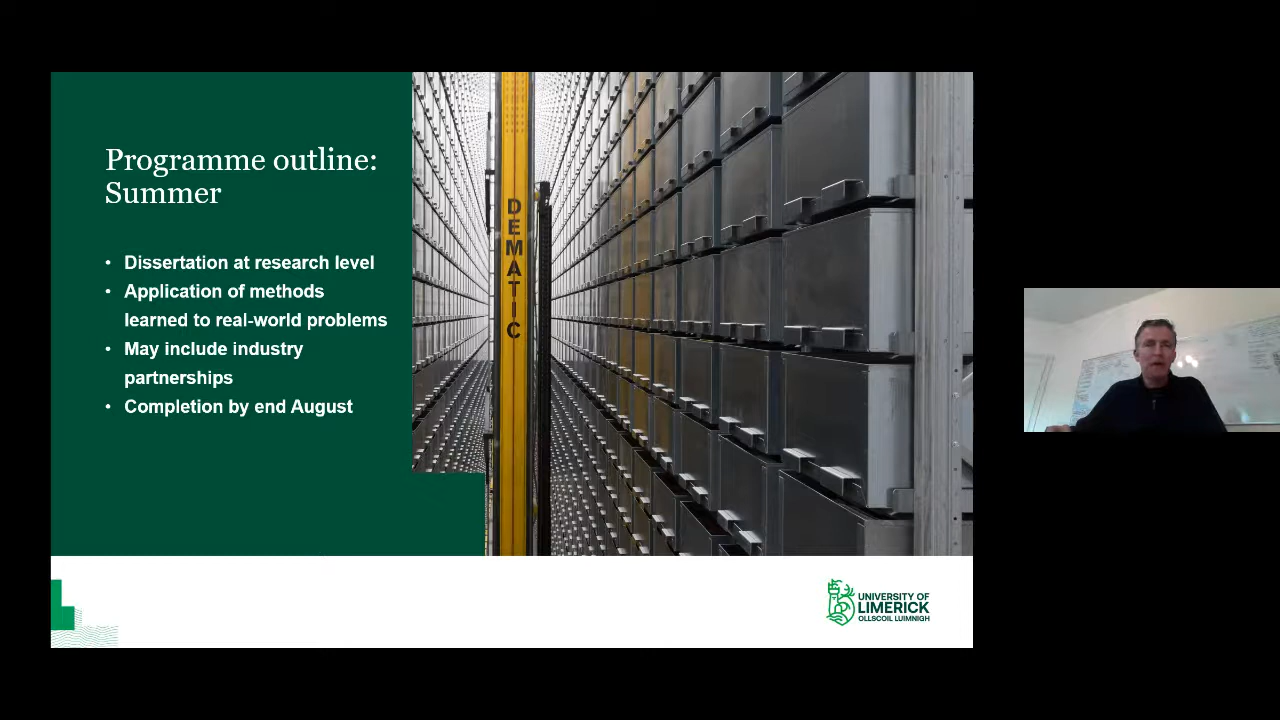 Programme outline:
Summer
• Dissertation at research level
• Application of methods
learned to real-world problems
• May include industry
partnerships
• Completion by end August
DEMATIC
UNIVERSITY OF
LIMERICK
OLLSCOIL LUIMNIGH